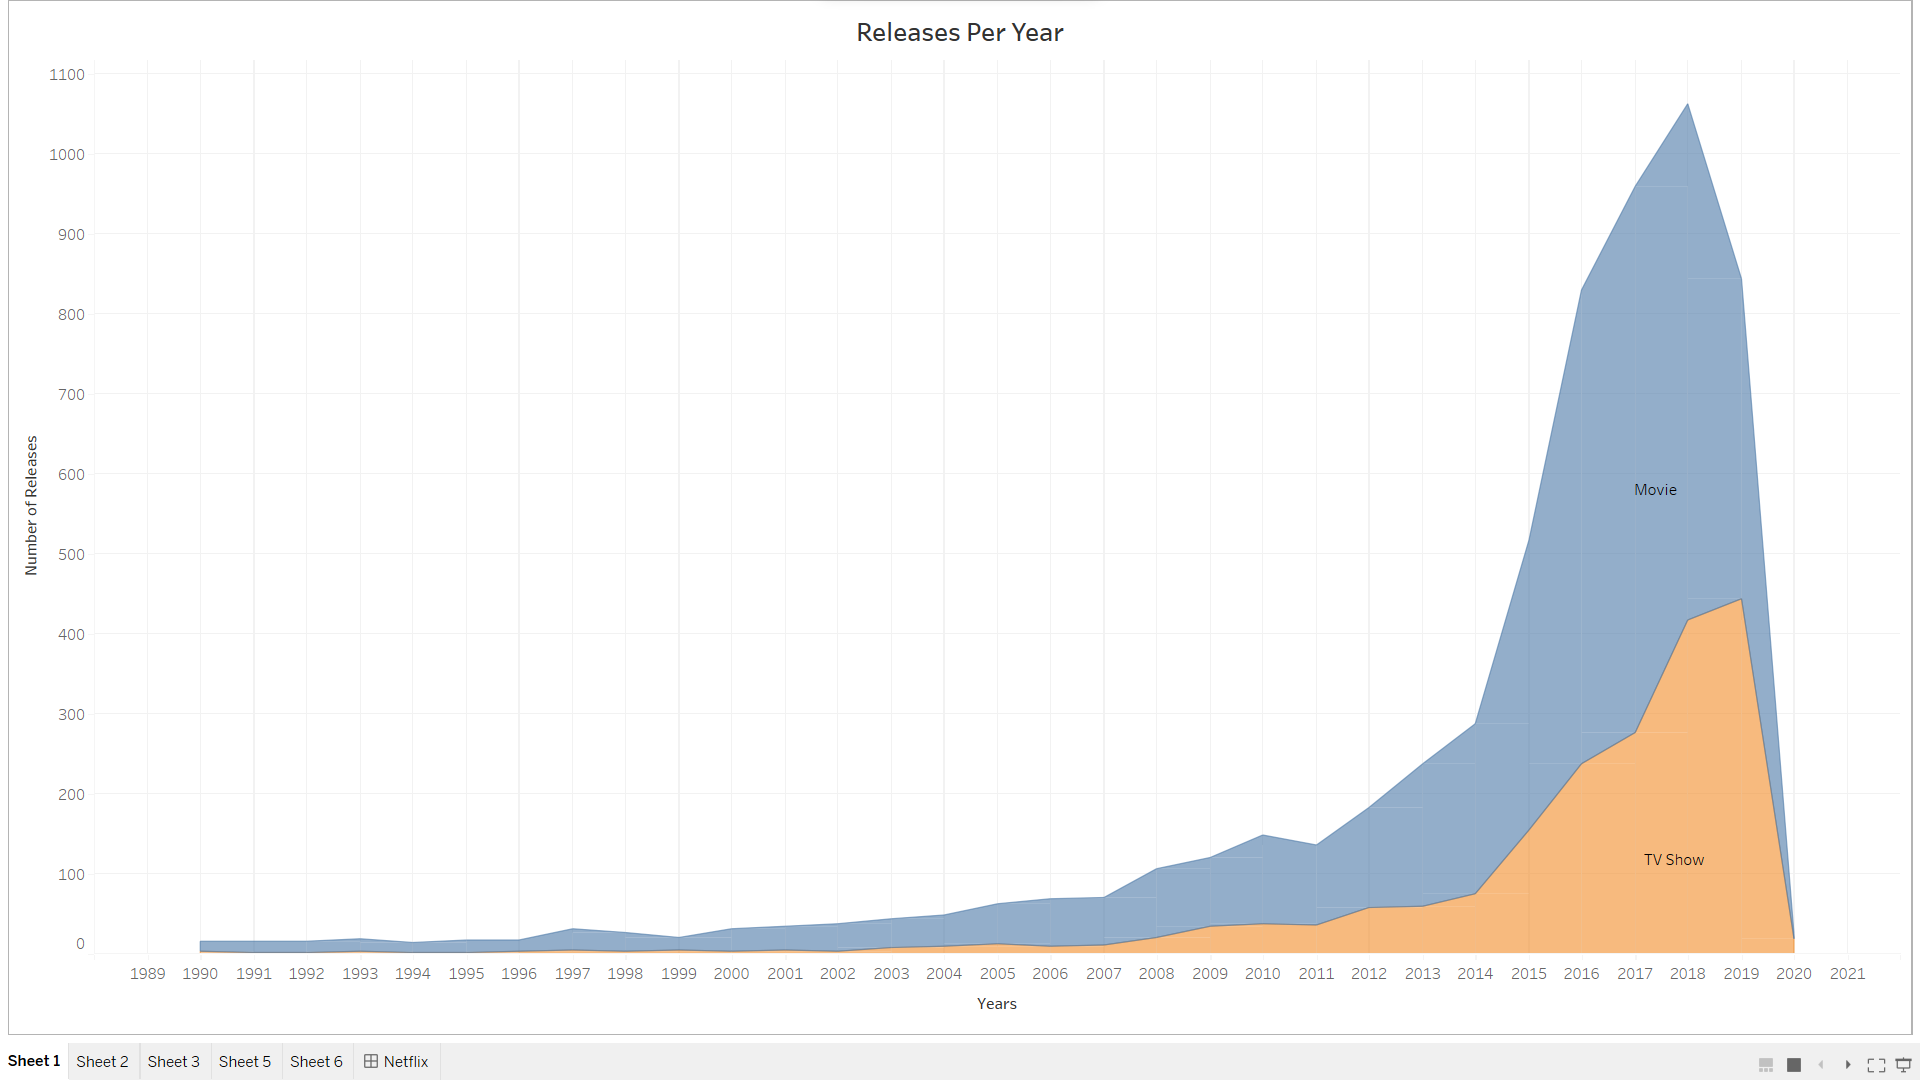 Releases Per Year
1100
1000
900
800
700
600
500
400
300
200
100
0
Number of Releases
Movie
TV Show
1989 1990 1991 1992 1993 1994 1995 1996 1997 1998 1999 2000 2001 2002 2003 2004 2005 2006 2007 2008 2009 2010 2011 2012 2013 2014 2015 2016 2017 2018 2019 2020 2021
Years
Sheet 1 Sheet 2 Sheet 3 Sheet 5 Sheet 6 Netflix